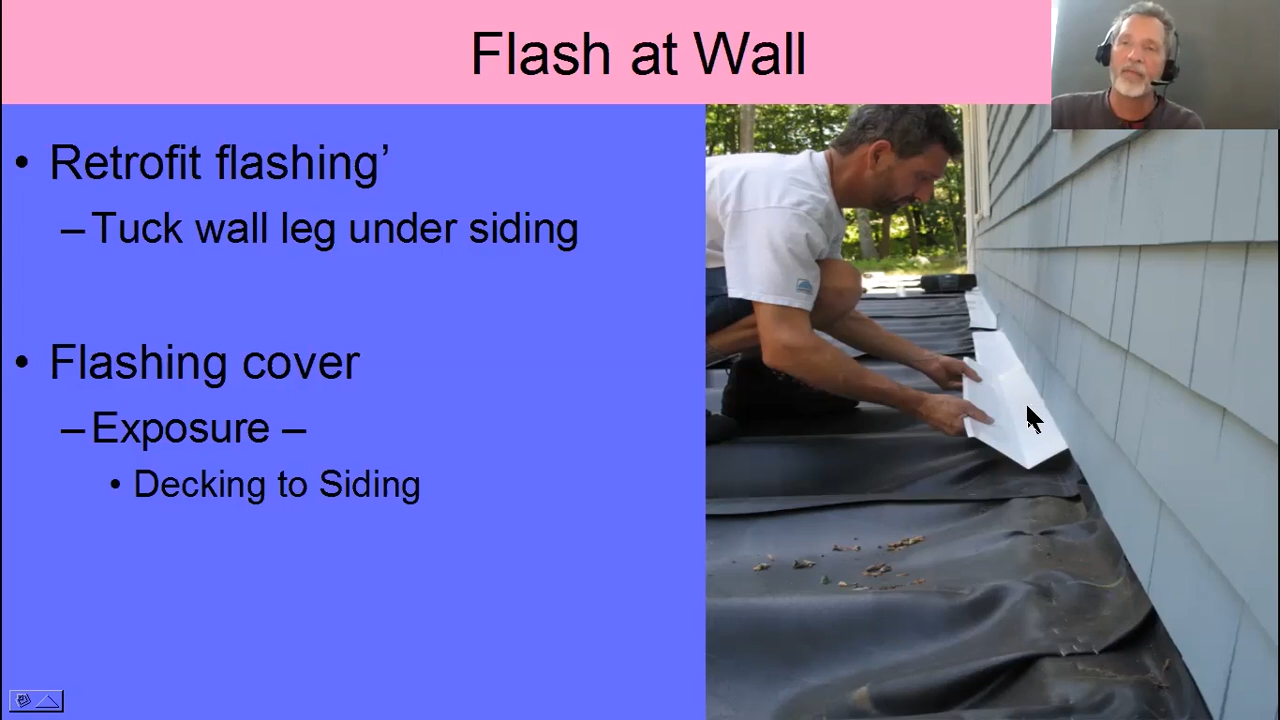 Flash at Wall
• Retrofit flashing’
–Tuck wall leg under siding
• Flashing cover
–Exposure –
• Decking to Siding